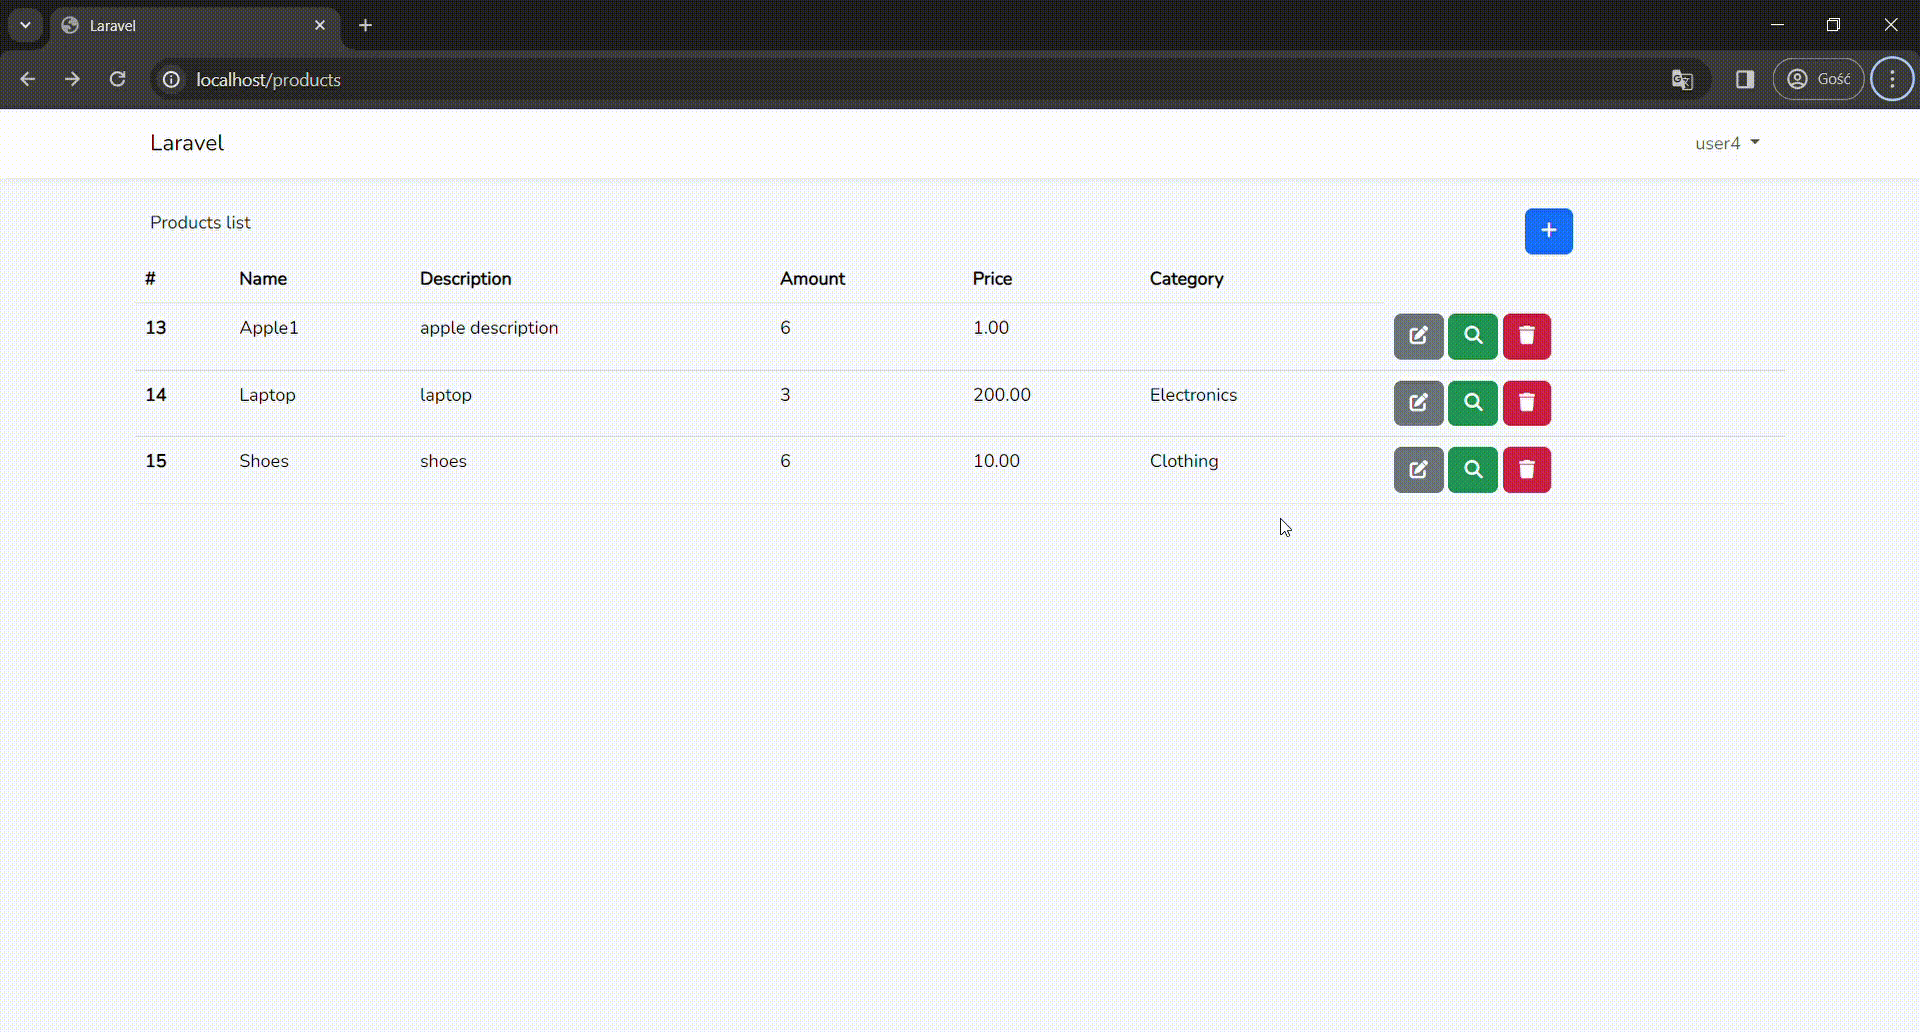 Laravel
localhost/products
Gość
Laravel
user4
Products list
# Name Description Amount Price Category
13 Apple1 apple description 6 1.00
14 Laptop laptop 3 200.00 Electronics
15 Shoes shoes 6 10.00 Clothing